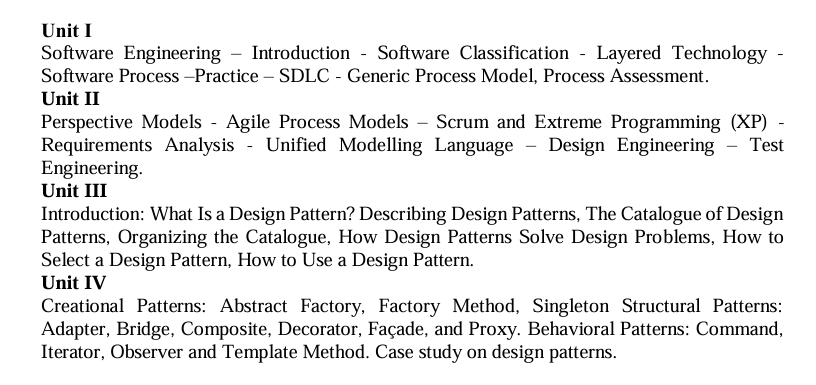 Unit I
Software Engineering – Introduction - Software Classification - Layered Technology -
Software Process –Practice – SDLC - Generic Process Model, Process Assessment.
Unit II
Perspective Models - Agile Process Models – Scrum and Extreme Programming (XP) -
Requirements Analysis - Unified Modelling Language – Design Engineering – Test
Engineering.
Unit III
Introduction: What Is a Design Pattern? Describing Design Patterns, The Catalogue of Design
Patterns, Organizing the Catalogue, How Design Patterns Solve Design Problems, How to
Select a Design Pattern, How to Use a Design Pattern.
Unit IV
Creational Patterns: Abstract Factory, Factory Method, Singleton Structural Patterns:
Adapter, Bridge, Composite, Decorator, Façade, and Proxy. Behavioral Patterns: Command,
Iterator, Observer and Template Method. Case study on design patterns.